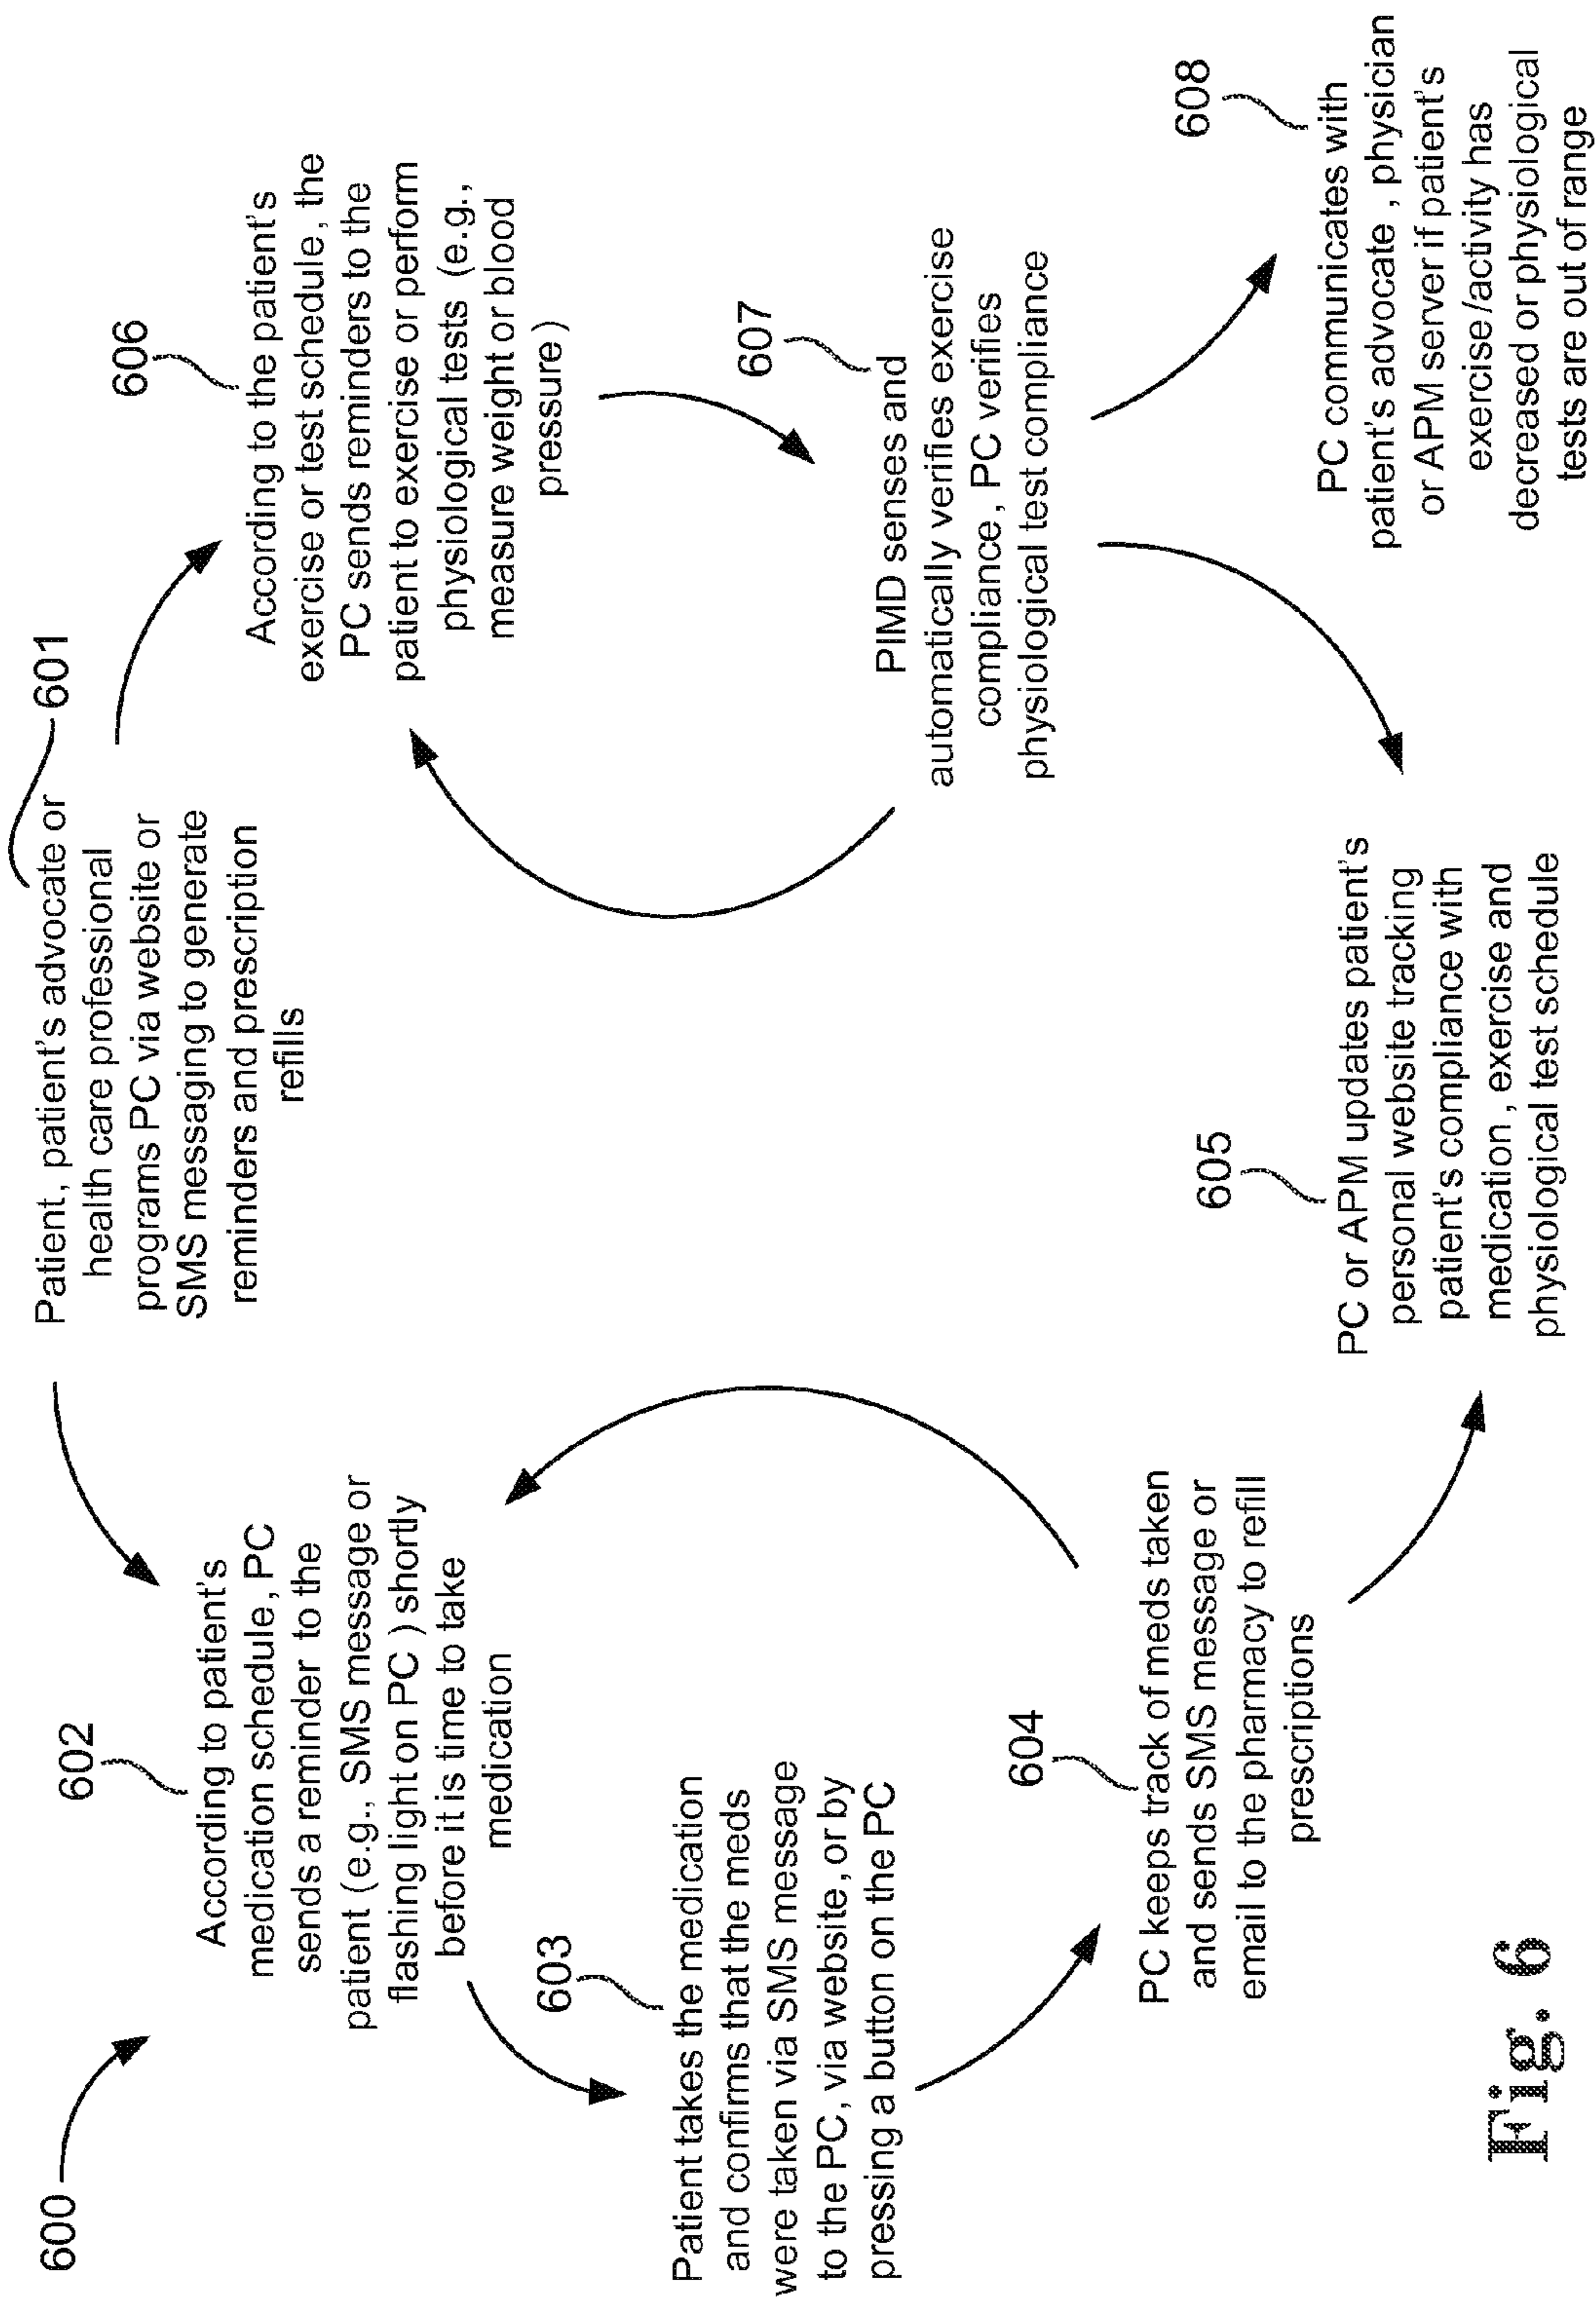 600
601
Patient, patient's advocate or
health care professional
programs PC via website or
SMS messaging to generate
reminders and prescription
refills
602
According to patient's
medication schedule, PC
sends a reminder to the
patient (e.g., SMS message or
flashing light on PC ) shortly
before it is time to take
medication
606
According to the patient's
exercise or test schedule, the
PC sends reminders to the
patient to exercise or perform
physiological tests (e.g.,
measure weight or blood
pressure )
603
Patient takes the medication
and confirms that the meds
were taken via SMS message
to the PC, via website, or by
pressing a button on the PC
607
PIMD senses and
automatically verifies exercise
compliance, PC verifies
physiological test compliance
604
PC keeps track of meds taken
and sends SMS message or
email to the pharmacy to refill
prescriptions
605
PC or APM updates patient's
personal website tracking
patient's compliance with
medication, exercise and
physiological test schedule
608
PC communicates with
patient's advocate , physician
or APM server if patient's
exercise/activity has
decreased or physiological
tests are out of range
Fig. 6